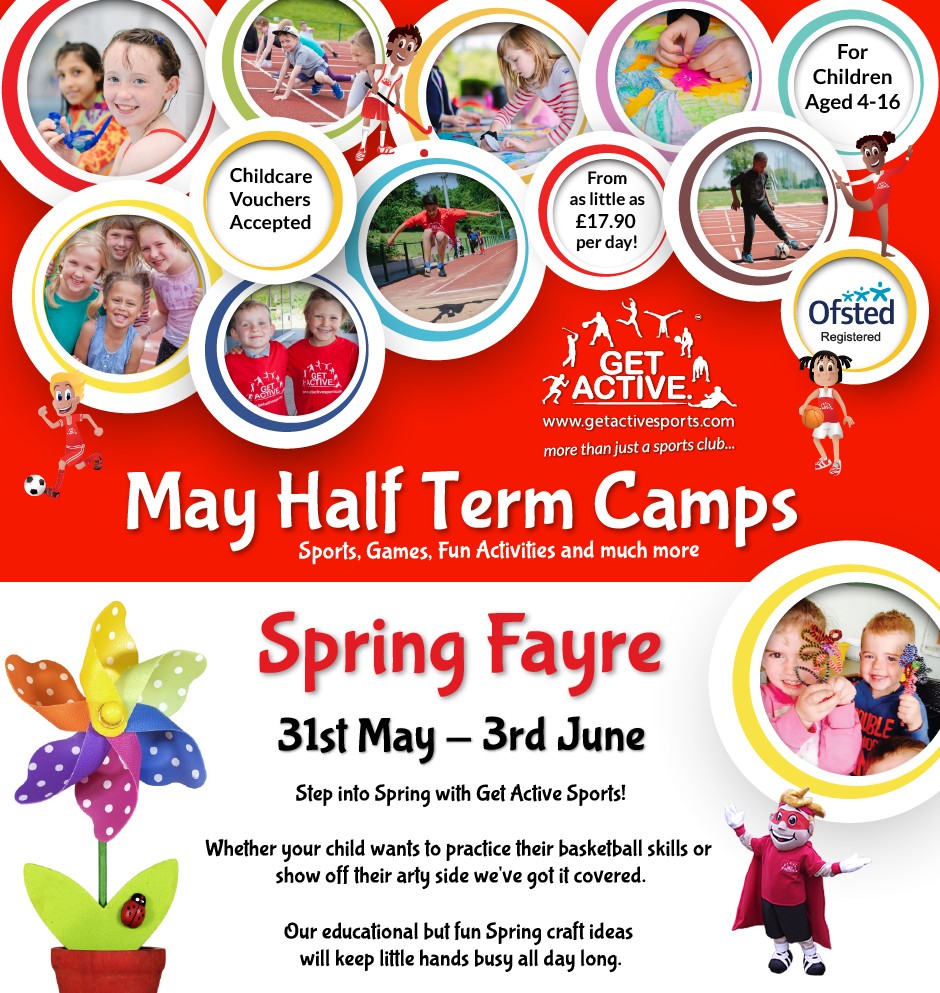 For
Children
Aged 4-16
Childcare
Vouchers
Accepted
From
as little as
£17.90
per day!
Ofsted
Registered
GET
ACTIVE.
GET
ACTIVE.
GET
ACTIVE.
www.getactivesports.com
more than just a sports club...
May Half Term Camps
Sports, Games, Fun Activities and much more
Spring Fayre
31st May – 3rd June
Step into Spring with Get Active Sports!
Whether your child wants to practice their basketball skills or
show off their arty side we've got it covered.
Our educational but fun Spring craft ideas
will keep little hands busy all day long.